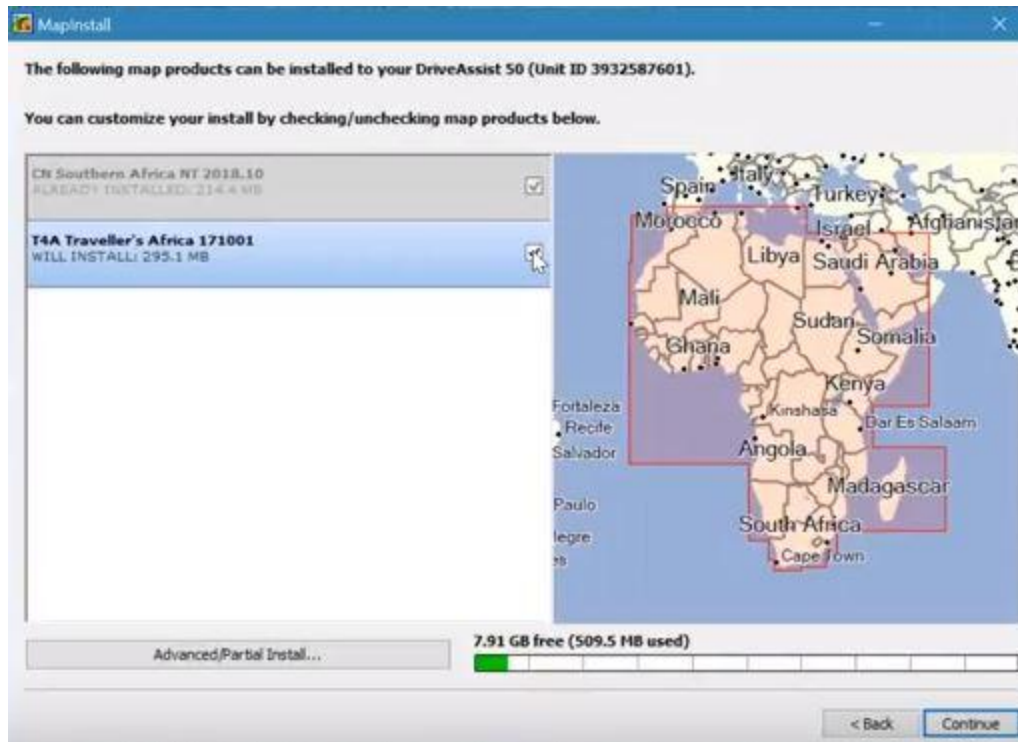 MapInstall
The following map products can be installed to your DriveAssist 50 (Unit ID 3932587601).
You can customize your install by checking/unchecking map products below.
CN Southern Africa NT 2018.10
ALREADY INSTALLED: 214.4 MB
T4A Traveller's Africa 171001
WILL INSTALL: 295.1 MB
Spain
Italy
Turkey
Morocco
Israel
Afghanistan
Libya
Saudi Arabia
Mali
Sudan
Somalia
Ghana
Kenya
Fortaleza
Kinshasa
Recife
Dar Es Salaam
Salvador
Angola
Madagascar
Paulo
South Africa
legre
Cape Town
7.91 GB free (509.5 MB used)
Advanced/Partial Install...
< Back
Continue